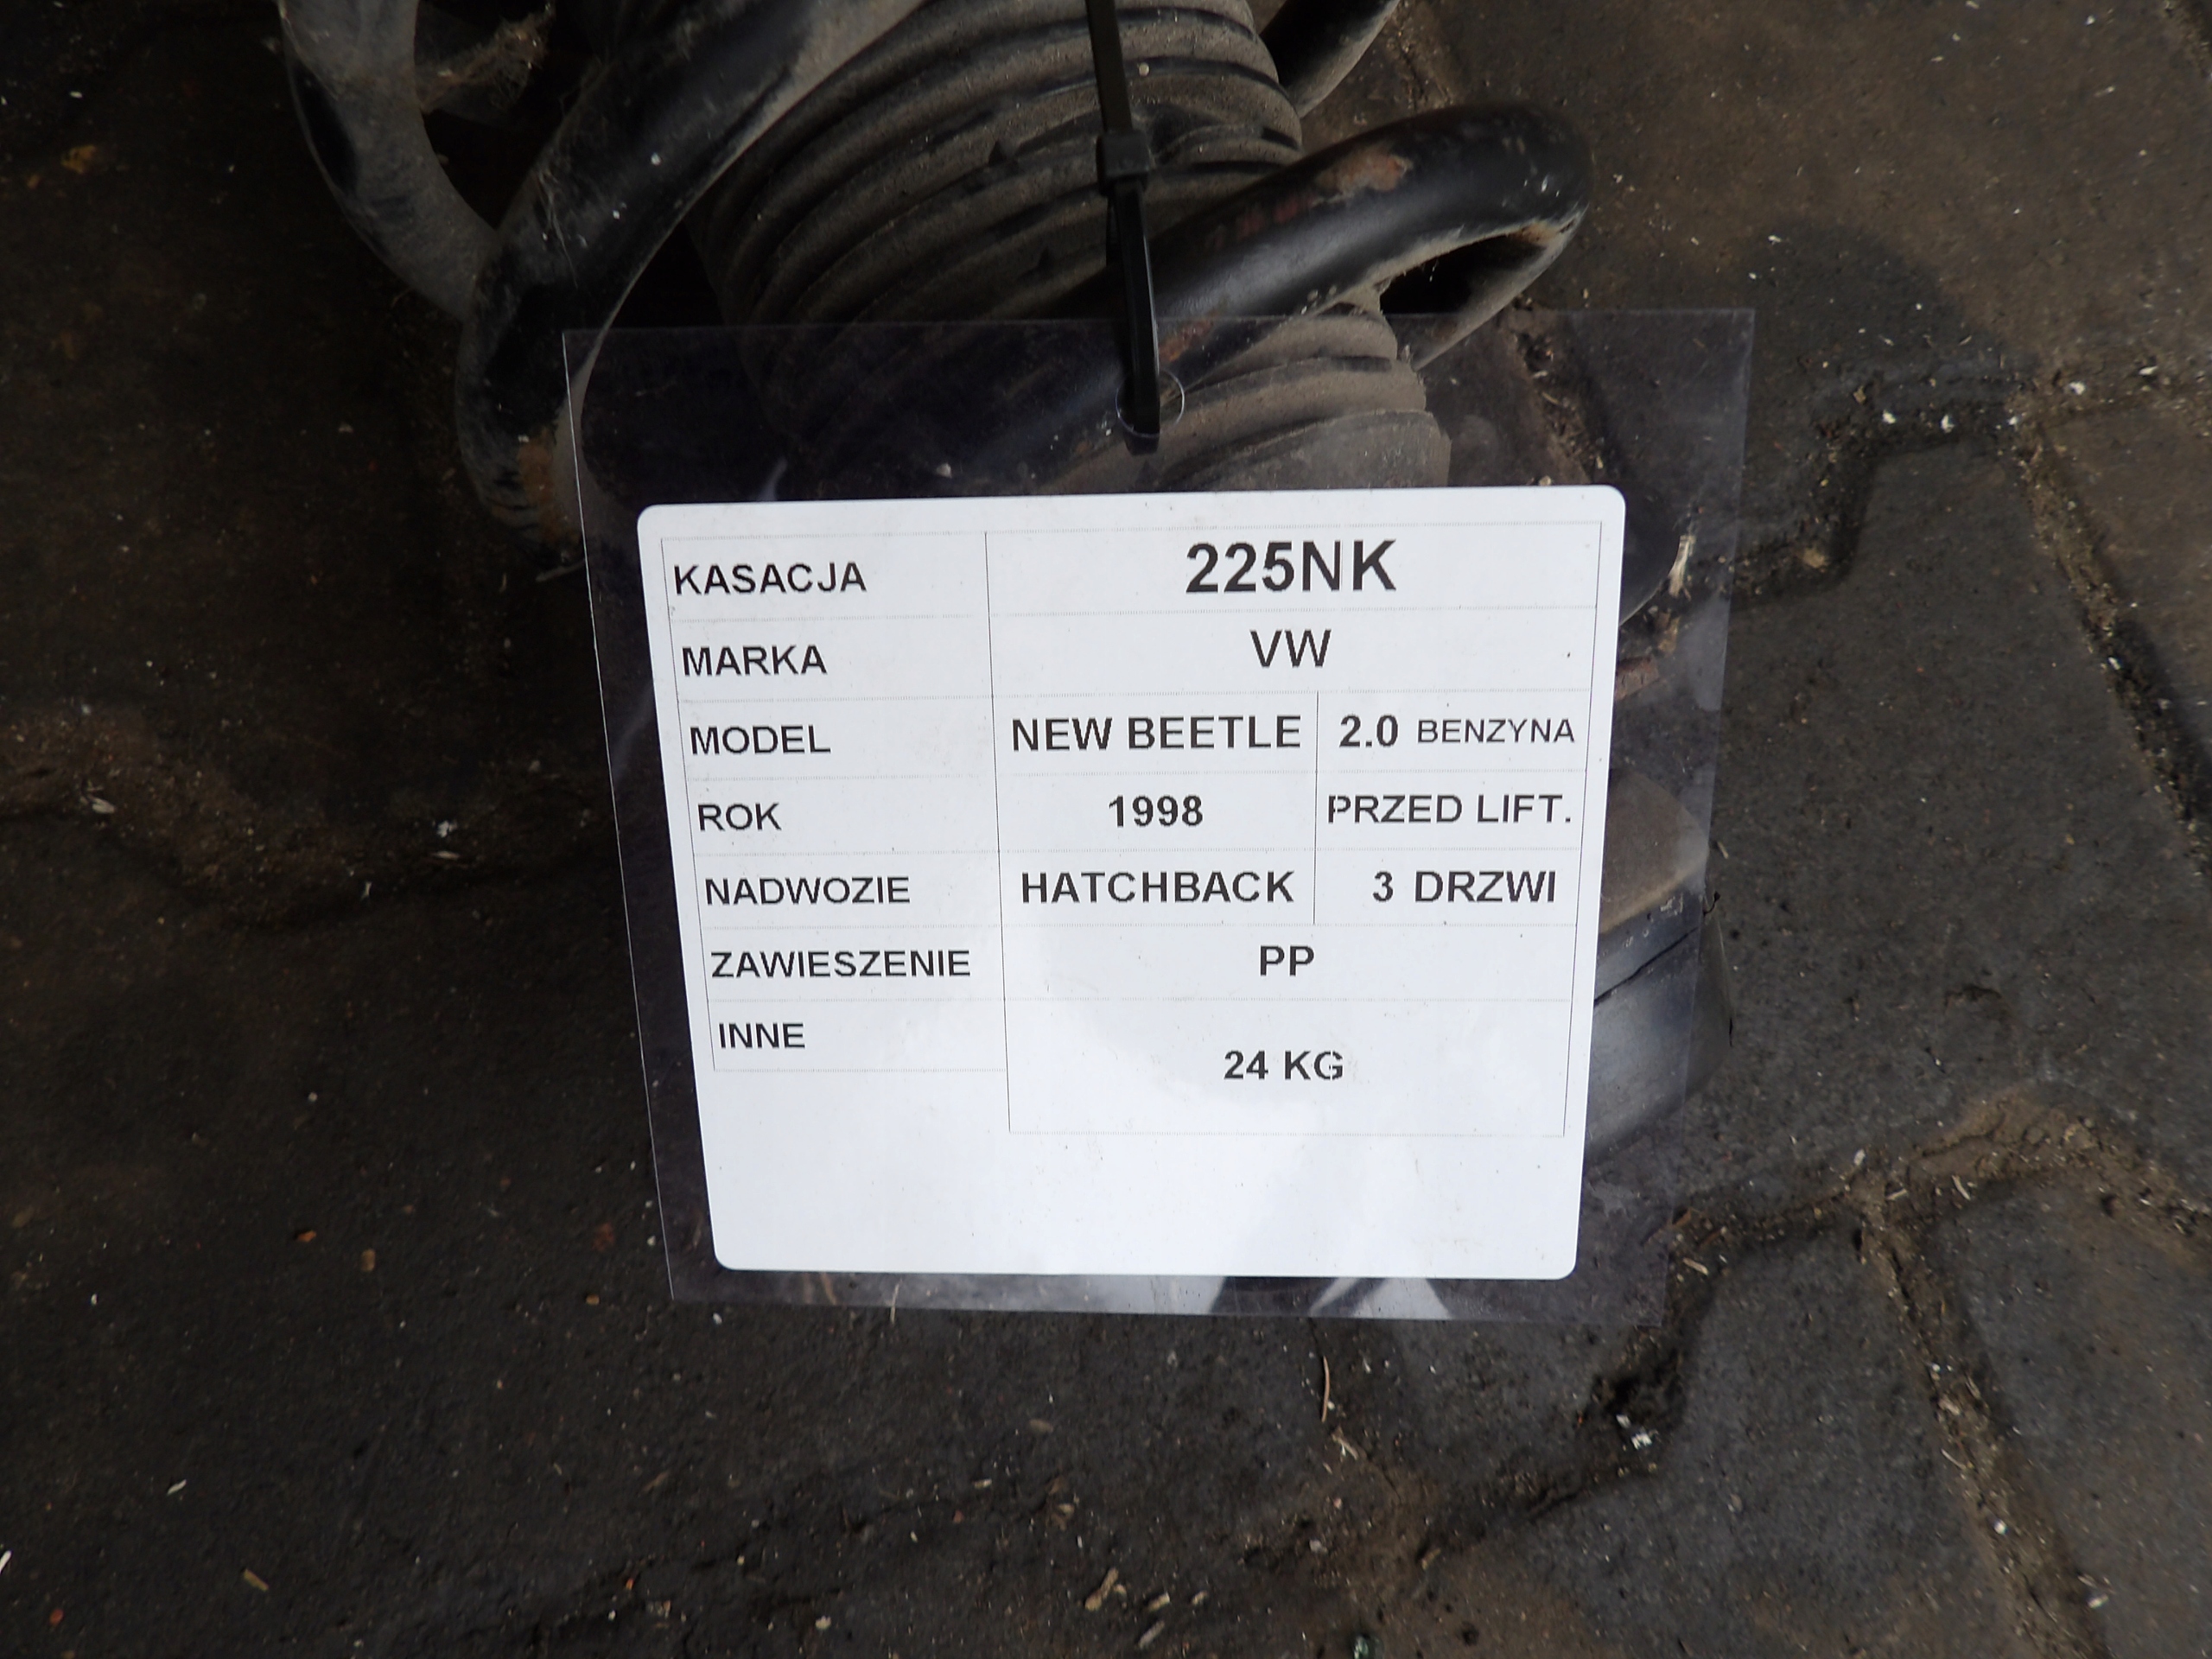 KASACJA 225NK
MARKA VW
MODEL NEW BEETLE 2.0 BENZYNA
ROK 1998 PRZED LIFT.
NADWOZIE HATCHBACK 3 DRZWI
ZAWIESZENIE PP
INNE 24 KG